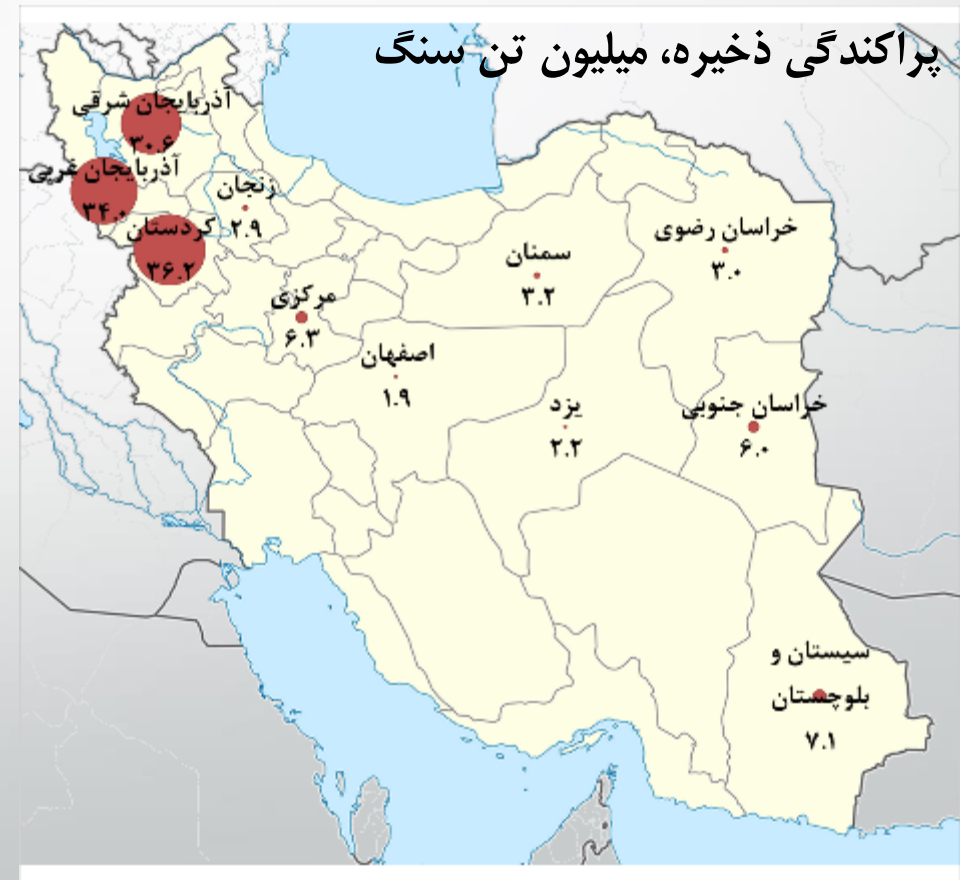 پراکندگی ذخیره، میلیون تن سنگ
آذربایجان شرقی
۳۰.۶
آذربایجان غربی
۳۴.۰
کردستان
۳۶.۲
زنجان
۲.۹
مرکزی
۶.۳
اصفهان
۱.۹
سمنان
۳.۲
یزد
۲.۲
خراسان رضوی
۳.۰
خراسان جنوبی
۶.۰
سیستان و
بلوچستان
۷.۱